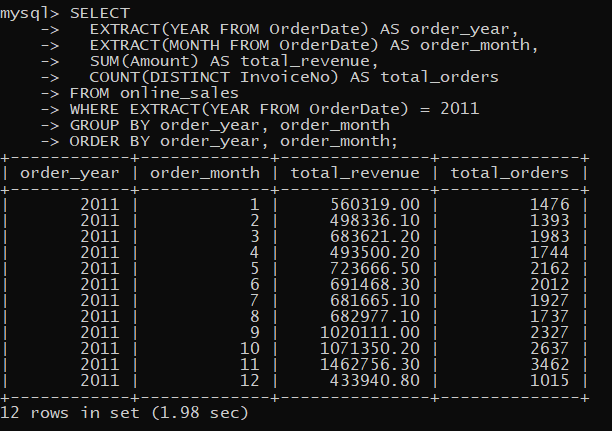 mysql> SELECT
    ->   EXTRACT(YEAR FROM OrderDate) AS order_year,
    ->   EXTRACT(MONTH FROM OrderDate) AS order_month,
    ->   SUM(Amount) AS total_revenue,
    ->   COUNT(DISTINCT InvoiceNo) AS total_orders
    -> FROM online_sales
    -> WHERE EXTRACT(YEAR FROM OrderDate) = 2011
    -> GROUP BY order_year, order_month
    -> ORDER BY order_year, order_month;
+------------+-------------+---------------+--------------+
| order_year | order_month | total_revenue | total_orders |
+------------+-------------+---------------+--------------+
|       2011 |           1 |     560319.00 |         1476 |
|       2011 |           2 |     498336.10 |         1393 |
|       2011 |           3 |     683621.20 |         1983 |
|       2011 |           4 |     493500.20 |         1744 |
|       2011 |           5 |     723666.50 |         2162 |
|       2011 |           6 |     691468.30 |         2012 |
|       2011 |           7 |     681665.10 |         1927 |
|       2011 |           8 |     682977.10 |         1737 |
|       2011 |           9 |    1020111.00 |         2327 |
|       2011 |          10 |    1071350.20 |         2637 |
|       2011 |          11 |    1462756.30 |         3462 |
|       2011 |          12 |     433940.80 |         1015 |
+------------+-------------+---------------+--------------+
12 rows in set (1.98 sec)